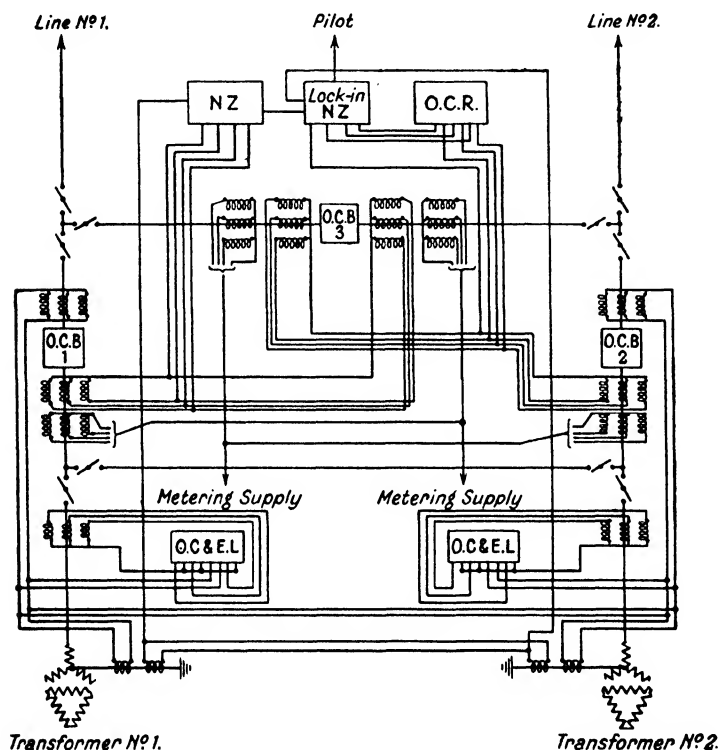 Line Nº1.
Pilot
Line Nº2.
NZ
Lock-in
NZ
O.C.R.
O.C.B
3
O.C.B
1
O.C.B
2
Metering Supply
Metering Supply
O.C & E.L
O.C & E.L
Transformer Nº1.
Transformer Nº2.